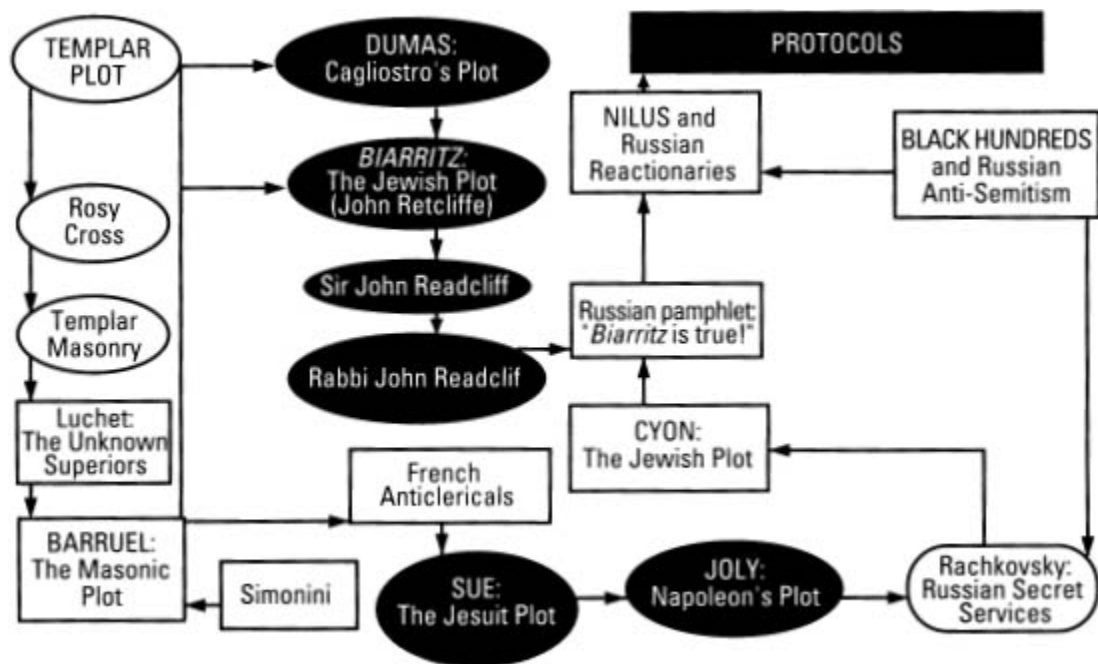 TEMPLAR
PLOT
DUMAS:
Cagliostro's Plot
PROTOCOLS
NILUS and
Russian
Reactionaries
BLACK HUNDREDS
and Russian
Anti-Semitism
BIARRITZ:
The Jewish Plot
(John Retcliffe)
Rosy
Cross
Sir John Readcliff
Russian pamphlet:
"Biarritz is true!"
Templar
Masonry
Rabbi John Readclif
Luchet:
The Unknown
Superiors
CYON:
The Jewish Plot
French
Anticlericals
BARRUEL:
The Masonic
Plot
Simonini
SUE:
The Jesuit Plot
JOLY:
Napoleon's Plot
Rachkovsky:
Russian Secret
Services